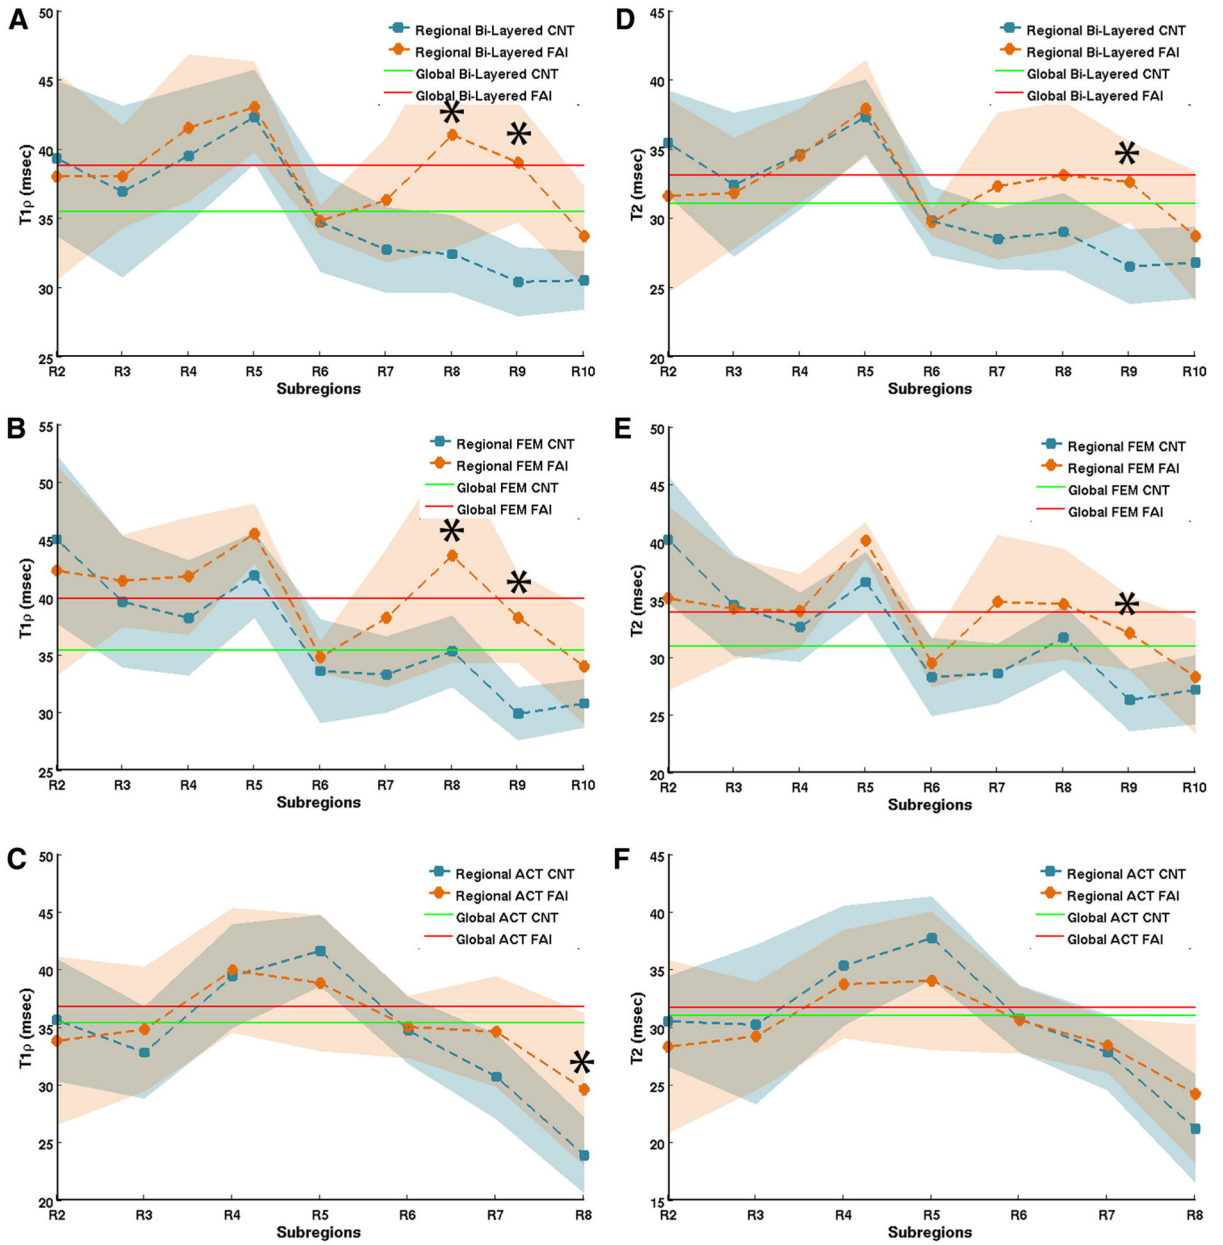 A
50
45
40
35
30
25
T1ρ (msec)
Regional Bi-Layered CNT
Regional Bi-Layered FAI
Global Bi-Layered CNT
Global Bi-Layered FAI
*
*
R2 R3 R4 R5 R6 R7 R8 R9 R10
Subregions
D
45
40
35
30
25
20
T2 (msec)
Regional Bi-Layered CNT
Regional Bi-Layered FAI
Global Bi-Layered CNT
Global Bi-Layered FAI
*
R2 R3 R4 R5 R6 R7 R8 R9 R10
Subregions
B
55
50
45
40
35
30
25
T1ρ (msec)
Regional FEM CNT
Regional FEM FAI
Global FEM CNT
Global FEM FAI
*
*
R2 R3 R4 R5 R6 R7 R8 R9 R10
Subregions
E
50
45
40
35
30
25
20
T2 (msec)
Regional FEM CNT
Regional FEM FAI
Global FEM CNT
Global FEM FAI
*
R2 R3 R4 R5 R6 R7 R8 R9 R10
Subregions
C
50
45
40
35
30
25
20
T1ρ (msec)
Regional ACT CNT
Regional ACT FAI
Global ACT CNT
Global ACT FAI
*
R2 R3 R4 R5 R6 R7 R8
Subregions
F
45
40
35
30
25
20
15
T2 (msec)
Regional ACT CNT
Regional ACT FAI
Global ACT CNT
Global ACT FAI
R2 R3 R4 R5 R6 R7 R8
Subregions